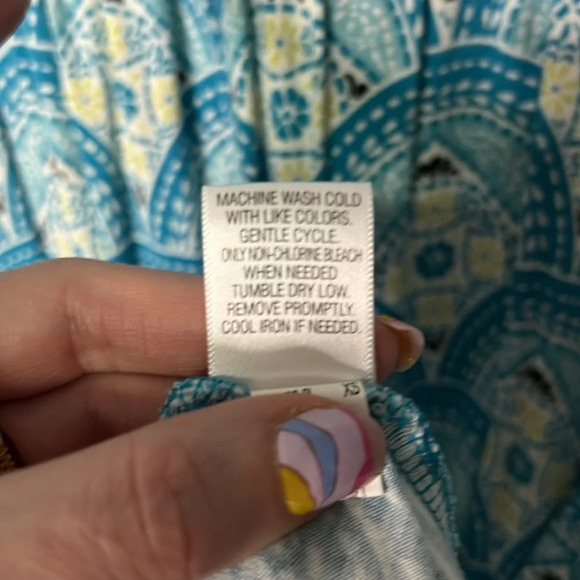 MACHINE WASH COLD
WITH LIKE COLORS.
GENTLE CYCLE.
ONLY NON-CHLORINE BLEACH
WHEN NEEDED
TUMBLE DRY LOW.
REMOVE PROMPTLY.
COOL IRON IF NEEDED.
XS